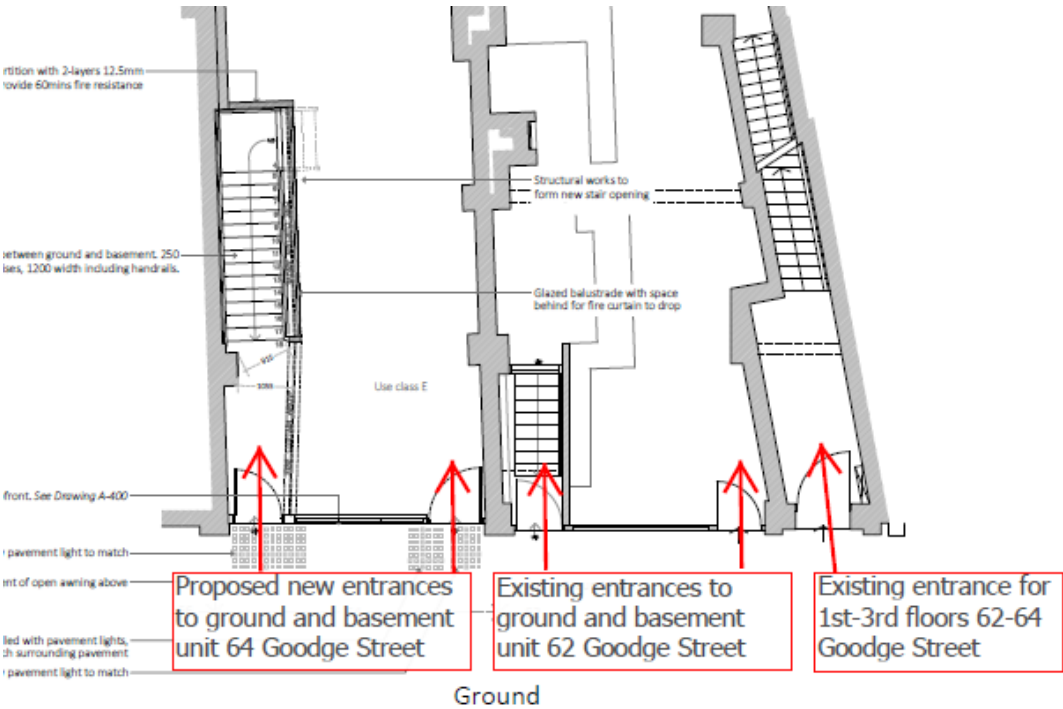 rtition with 2-layers 12.5mm
rovide 60mins fire resistance
Structural works to
form new stair opening
between ground and basement. 250
ises, 1200 width including handrails.
Glazed balustrade with space
behind for fire curtain to drop
Use class E
front. See Drawing A-400
pavement light to match
ent of open awning above
lled with pavement lights,
ch surrounding pavement
pavement light to match
Proposed new entrances
to ground and basement
unit 64 Goodge Street
Existing entrances to
ground and basement
unit 62 Goodge Street
Existing entrance for
1st-3rd floors 62-64
Goodge Street
Ground